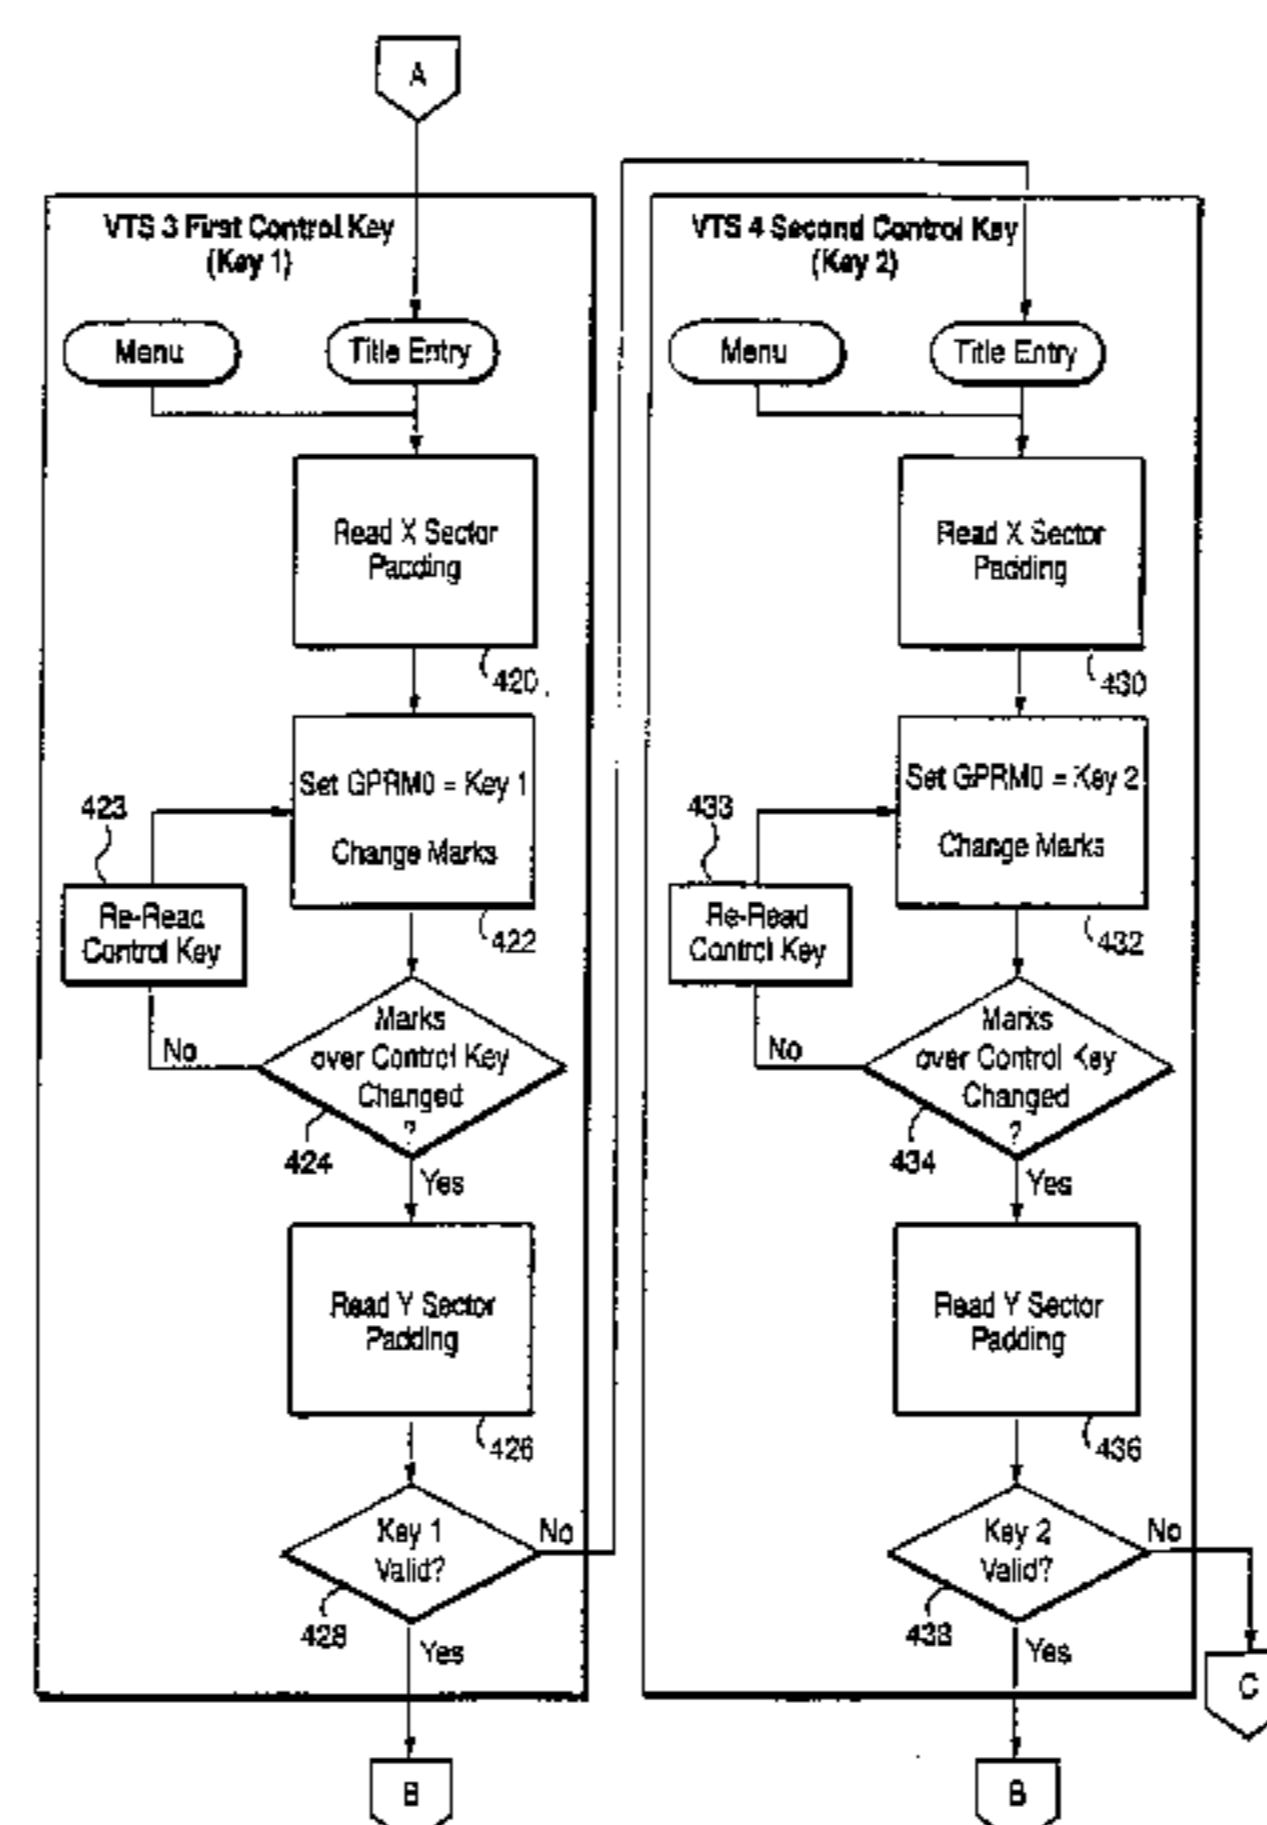 A
VTS 3 First Control Key
(Key 1)
Menu
Title Entry
Read X Sector
Padding
420
Set GPRM0 = Key 1
Change Marks
422
423
Re-Read
Control Key
Marks
over Control Key
Changed
?
No
424
Yes
Read Y Sector
Padding
426
Key 1
Valid?
No
428
Yes
B
VTS 4 Second Control Key
(Key 2)
Menu
Title Entry
Read X Sector
Padding
430
Set GPRM0 = Key 2
Change Marks
432
433
Re-Read
Control Key
Marks
over Control Key
Changed
?
No
434
Yes
Read Y Sector
Padding
436
Key 2
Valid?
No
438
Yes
C
B